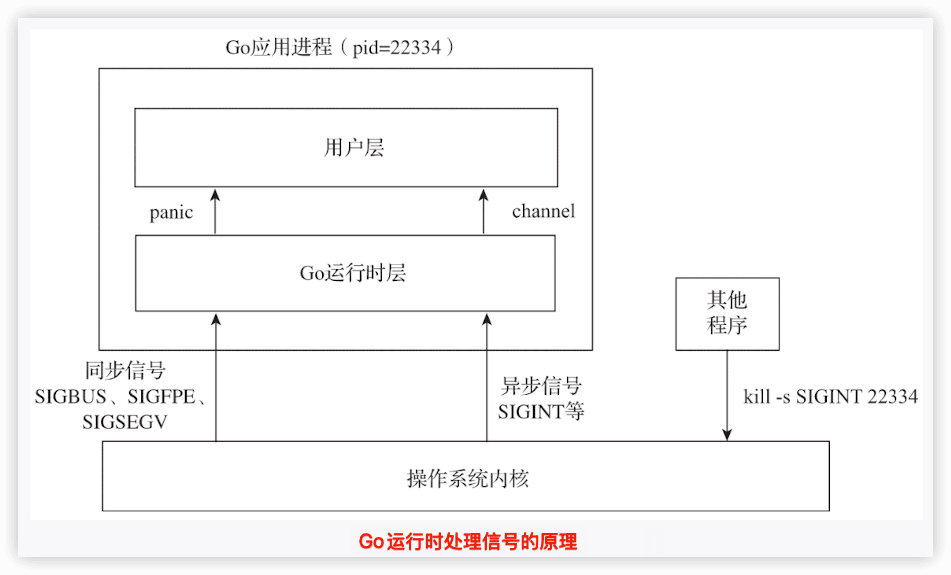 Go应用进程（pid=22334）
用户层
panic
channel
Go运行时层
其他
程序
同步信号
SIGBUS、SIGFPE、
SIGSEGV
异步信号
SIGINT等
kill -s SIGINT 22334
操作系统内核
Go运行时处理信号的原理